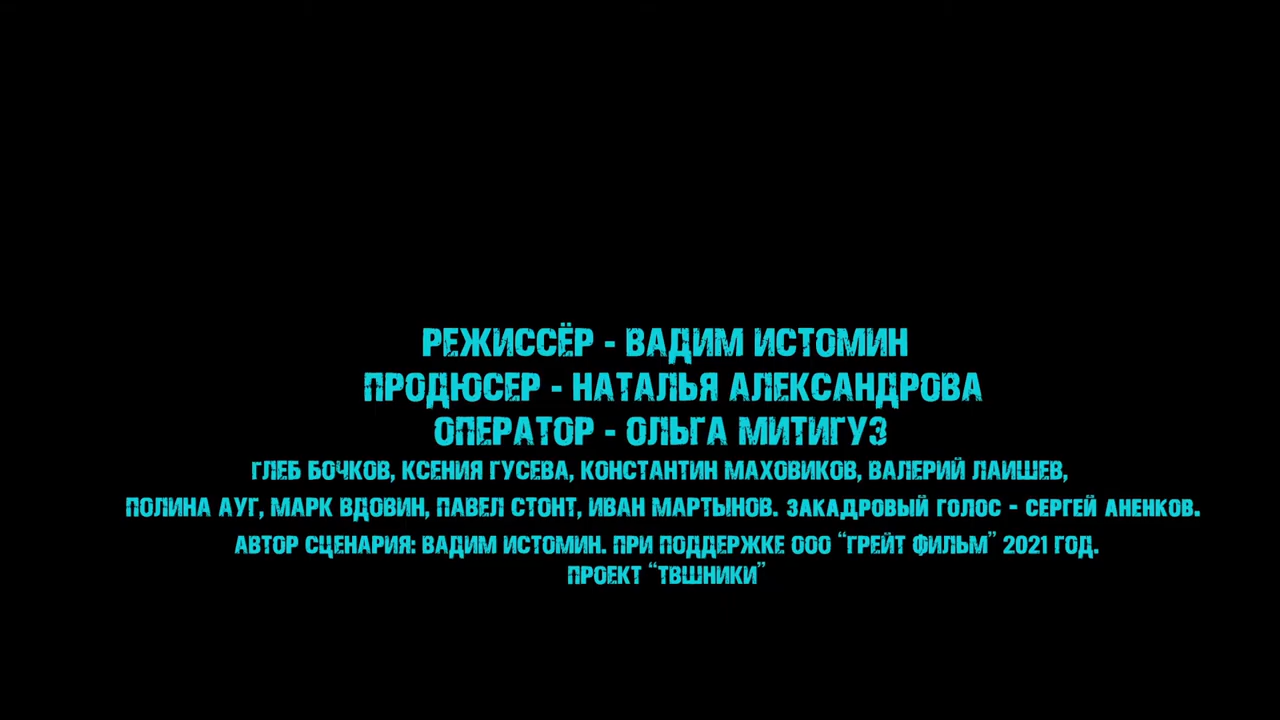 РЕЖИССЁР - ВАДИМ ИСТОМИН
ПРОДЮСЕР - НАТАЛЬЯ АЛЕКСАНДРОВА
ОПЕРАТОР - ОЛЬГА МИТИГУЗ
ГЛЕБ БОЧКОВ, КСЕНИЯ ГУСЕВА, КОНСТАНТИН МАХОВИКОВ, ВАЛЕРИЙ ЛАИШЕВ,
ПОЛИНА АУГ, МАРК ВДОВИН, ПАВЕЛ СТОНТ, ИВАН МАРТЫНОВ. ЗАКАДРОВЫЙ ГОЛОС - СЕРГЕЙ АНЕНКОВ.
АВТОР СЦЕНАРИЯ: ВАДИМ ИСТОМИН. ПРИ ПОДДЕРЖКЕ ООО “ГРЕЙТ ФИЛЬМ” 2021 ГОД.
ПРОЕКТ “ТВШНИКИ”